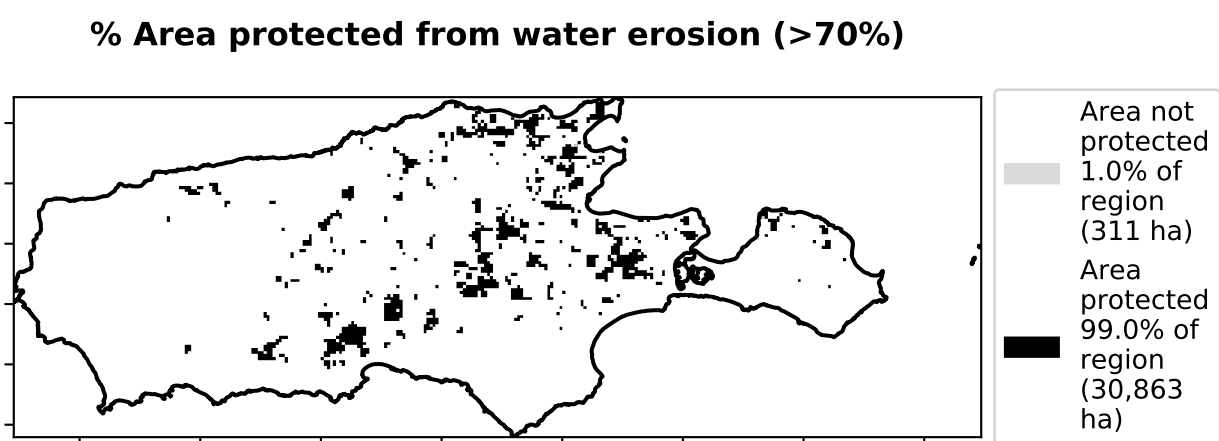 % Area protected from water erosion (>70%)
Area not
protected
1.0% of
region
(311 ha)
Area
protected
99.0% of
region
(30,863
ha)